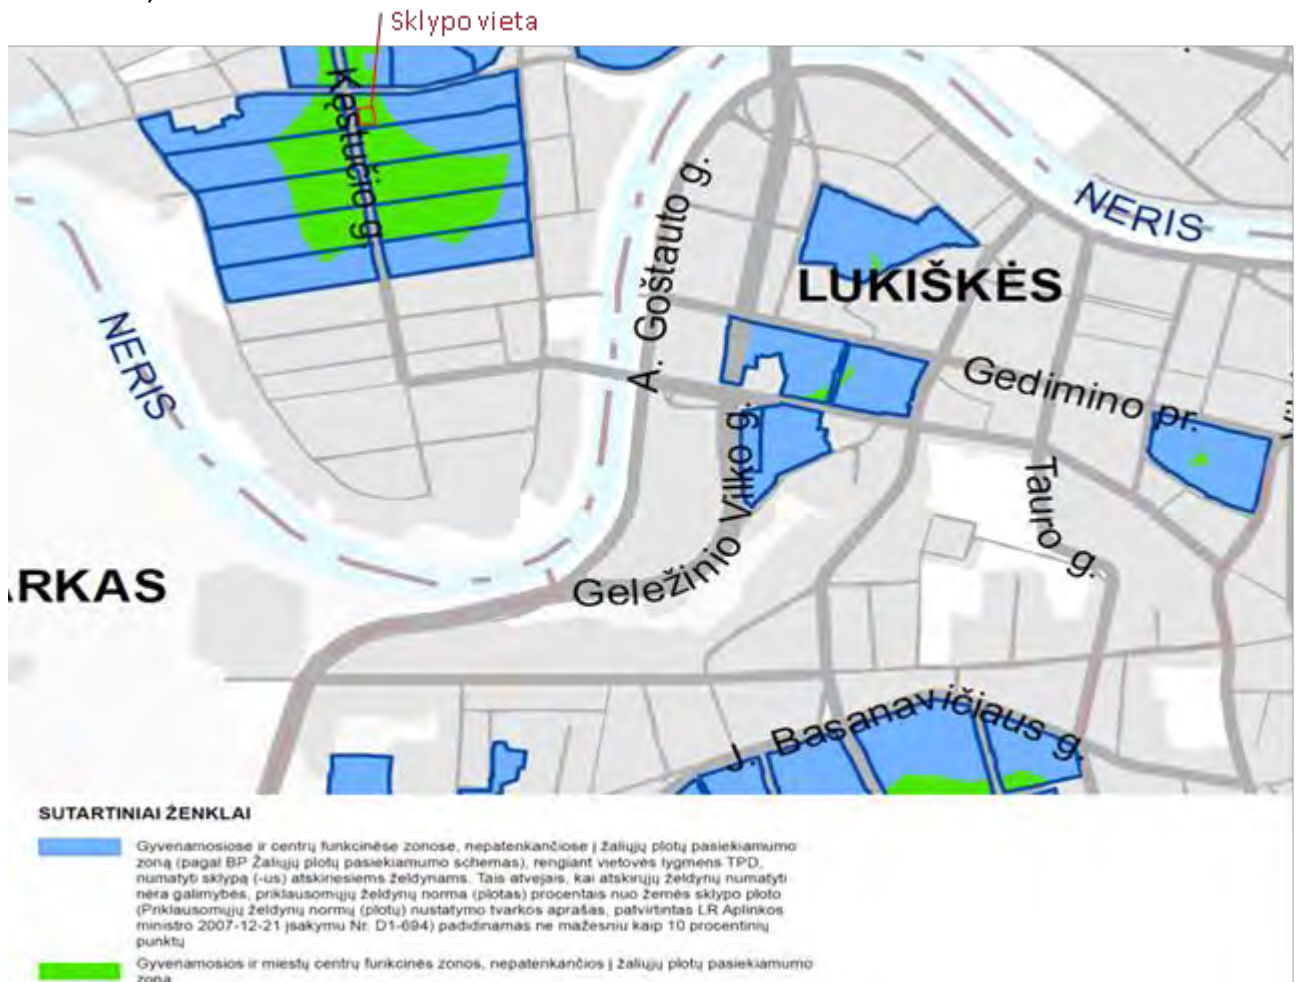 Sklypo vieta
Kęstučio g
A. Goštauto g.
NERIS
LUKIŠKĖS
NERIS
Gedimino pr.
Geležinio Vilko g.
Tauro g.
ARKAS
J. Basanavičiaus g.
SUTARTINIAI ŽENKLAI
Gyvenamosiose ir centrų funkcinėse zonose, nepatenkančiose į žaliųjų plotų pasiekiamumo
zoną (pagal BP Žaliųjų plotų pasiekiamumo schemas), rengiant vietovės lygmens TPD,
numatyti sklypą (-us) atskiriesiems želdynams. Tais atvejais, kai atskirųjų želdynų numatyti
nėra galimybės, priklausomųjų želdynų norma (plotas) procentais nuo žemės sklypo ploto
(Priklausomųjų želdynų normų (plotų) nustatymo tvarkos aprašas, patvirtintas LR Aplinkos
ministro 2007-12-21 įsakymu Nr. D1-694) padidinamas ne mažesniu kaip 10 procentinių
punktų
Gyvenamosios ir miestų centrų funkcinės zonos, nepatenkančios į žaliųjų plotų pasiekiamumo
zoną